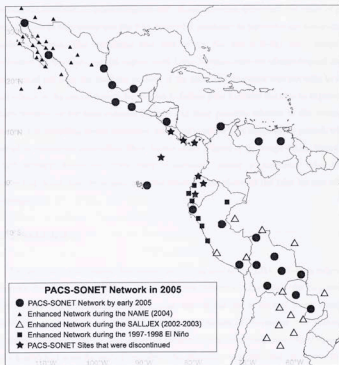 PACS-SONET Network in 2005
PACS-SONET Network by early 2005
Enhanced Network during the NAME (2004)
Enhanced Network during the SALLJEX (2002-2003)
Enhanced Network during the 1997-1998 El Niño
PACS-SONET Sites that were discontinued